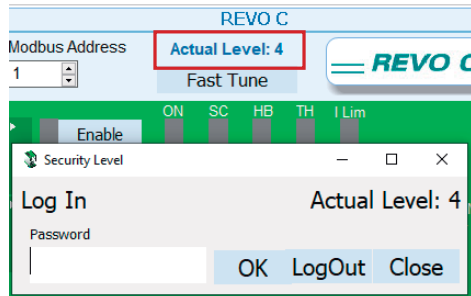 REVO C
Modbus Address
Actual Level: 4
1
Fast Tune
REVO C
ON SC HB TH I Lim
Enable
Security Level
Log In
Actual Level: 4
Password
OK LogOut Close